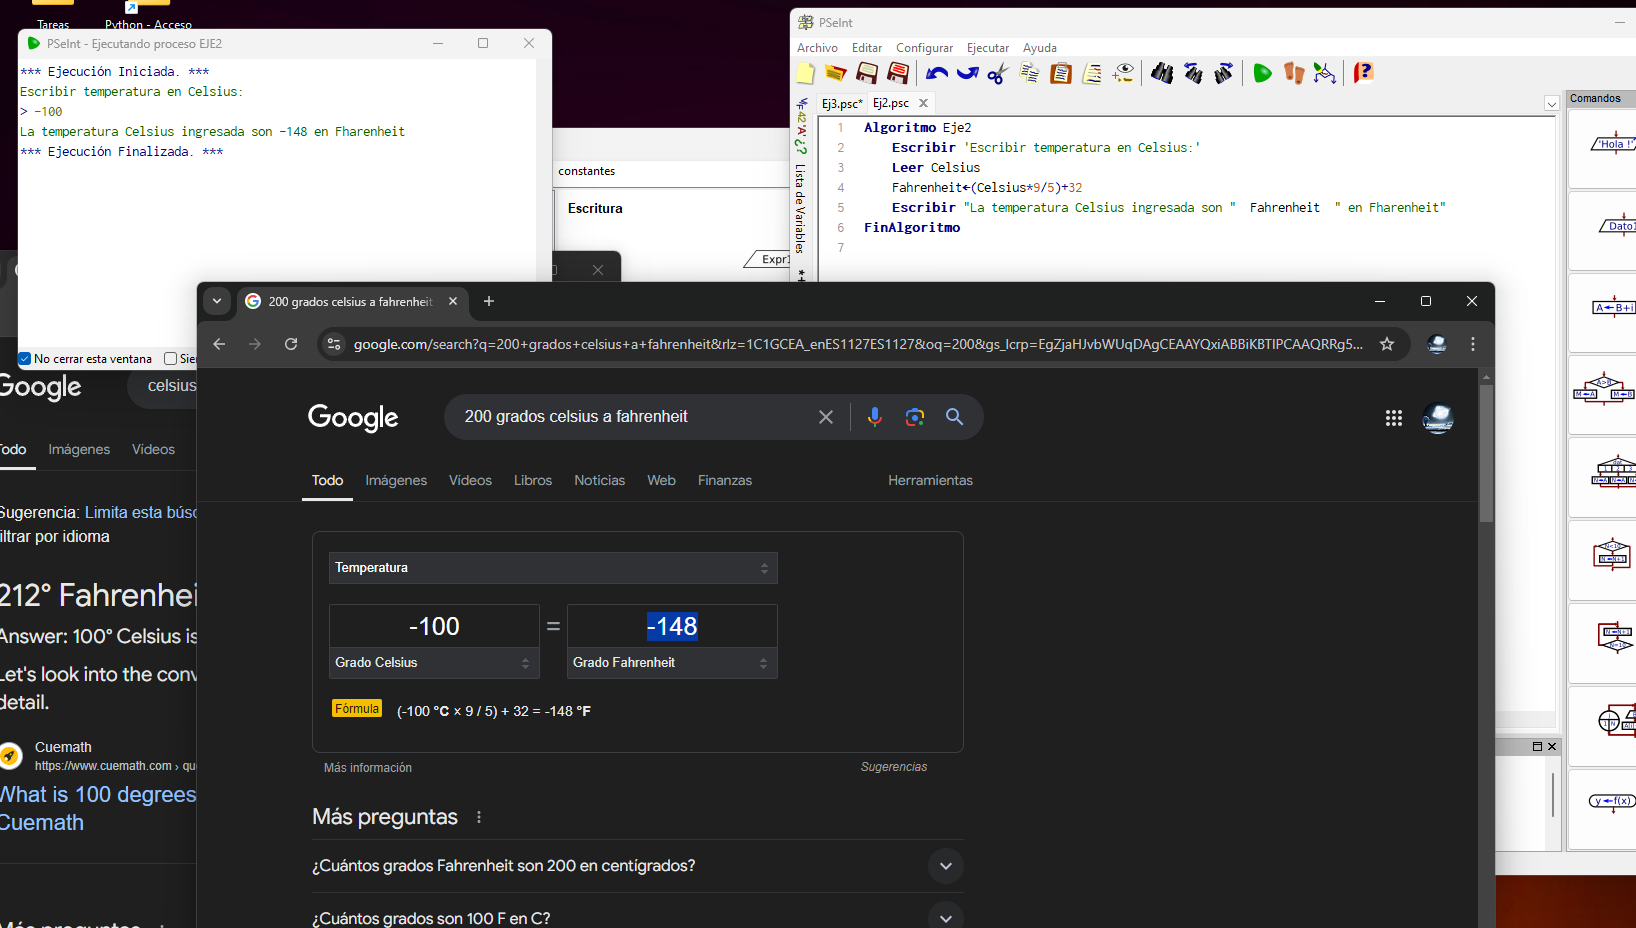 Tareas
Python - Acceso
PSeInt - Ejecutando proceso EJE2
*** Ejecución Iniciada. ***
Escribir temperatura en Celsius:
> -100
La temperatura Celsius ingresada son -148 en Fharenheit
*** Ejecución Finalizada. ***
No cerrar esta ventana
Sie
constantes
Escritura
Expr1
PSeInt
Archivo Editar Configurar Ejecutar Ayuda
Ej3.psc* Ej2.psc
Lista de Variables
1 Algoritmo Eje2
2 Escribir 'Escribir temperatura en Celsius:'
3 Leer Celsius
4 Fahrenheit←(Celsius*9/5)+32
5 Escribir "La temperatura Celsius ingresada son " Fahrenheit " en Fharenheit"
6 FinAlgoritmo
7
Comandos
'Hola !'
Dato1
A←B+i
A>B
M←A M←B
y←f(x)
Google
celsius
odo Imágenes Videos
Sugerencia: Limita esta búsc
iltrar por idioma
212° Fahrenhei
Answer: 100° Celsius is
Let's look into the conv
detail.
Cuemath
https://www.cuemath.com › qu
What is 100 degrees
Cuemath
200 grados celsius a fahrenheit
google.com/search?q=200+grados+celsius+a+fahrenheit&rlz=1C1GCEA_enES1127ES1127&oq=200&gs_lcrp=EgZjaHJvbWUqDAgCEAAYQxiABBiKBTIPCAAQRRg5...
Google
200 grados celsius a fahrenheit
Todo Imágenes Videos Libros Noticias Web Finanzas Herramientas
Temperatura
-100 = -148
Grado Celsius Grado Fahrenheit
Fórmula (-100 °C × 9 / 5) + 32 = -148 °F
Más información Sugerencias
Más preguntas
¿Cuántos grados Fahrenheit son 200 en centígrados?
¿Cuántos grados son 100 F en C?